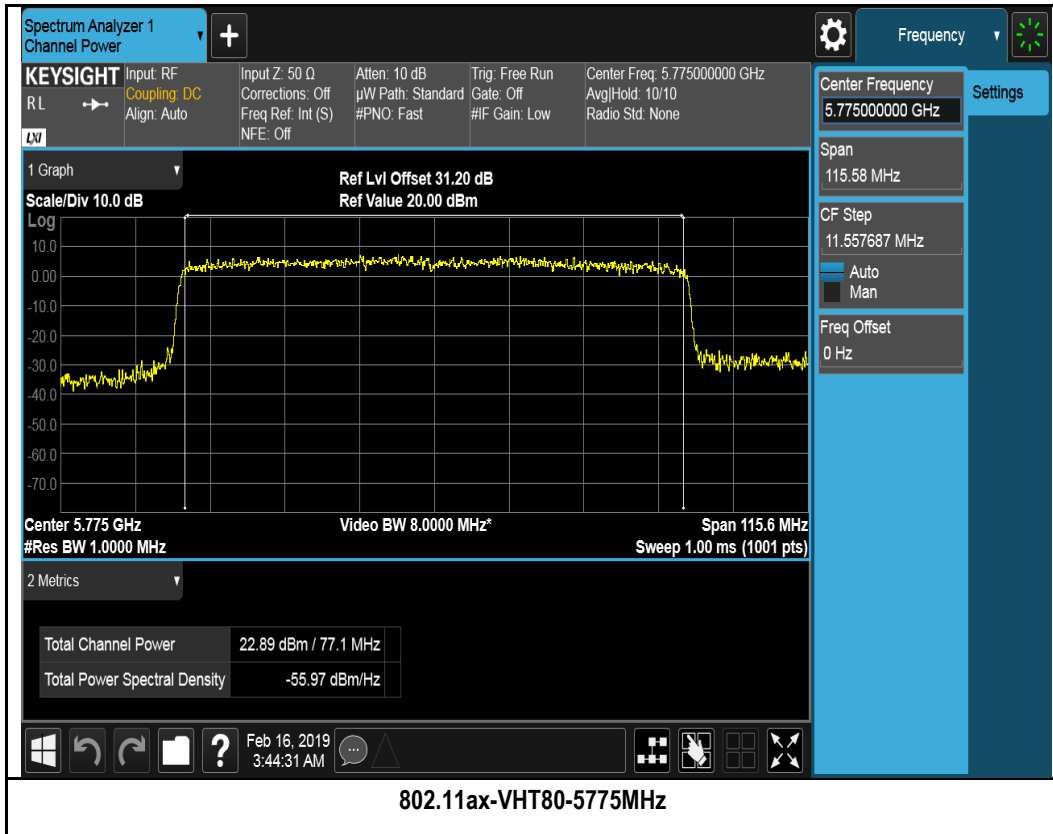 Spectrum Analyzer 1
Channel Power
+
Frequency
KEYSIGHT
RL
LXI
Input: RF
Coupling: DC
Align: Auto
Input Z: 50 Ω
Corrections: Off
Freq Ref: Int (S)
NFE: Off
Atten: 10 dB
µW Path: Standard
#PNO: Fast
Trig: Free Run
Gate: Off
#IF Gain: Low
Center Freq: 5.775000000 GHz
Avg|Hold: 10/10
Radio Std: None
Center Frequency
5.775000000 GHz
Settings
Span
115.58 MHz
CF Step
11.557687 MHz
Auto
Man
Freq Offset
0 Hz
1 Graph
Scale/Div 10.0 dB
Ref Lvl Offset 31.20 dB
Ref Value 20.00 dBm
Log
10.0
0.00
-10.0
-20.0
-30.0
-40.0
-50.0
-60.0
-70.0
Center 5.775 GHz
#Res BW 1.0000 MHz
Video BW 8.0000 MHz*
Span 115.6 MHz
Sweep 1.00 ms (1001 pts)
2 Metrics
Total Channel Power 22.89 dBm / 77.1 MHz
Total Power Spectral Density -55.97 dBm/Hz
?
Feb 16, 2019
3:44:31 AM
802.11ax-VHT80-5775MHz